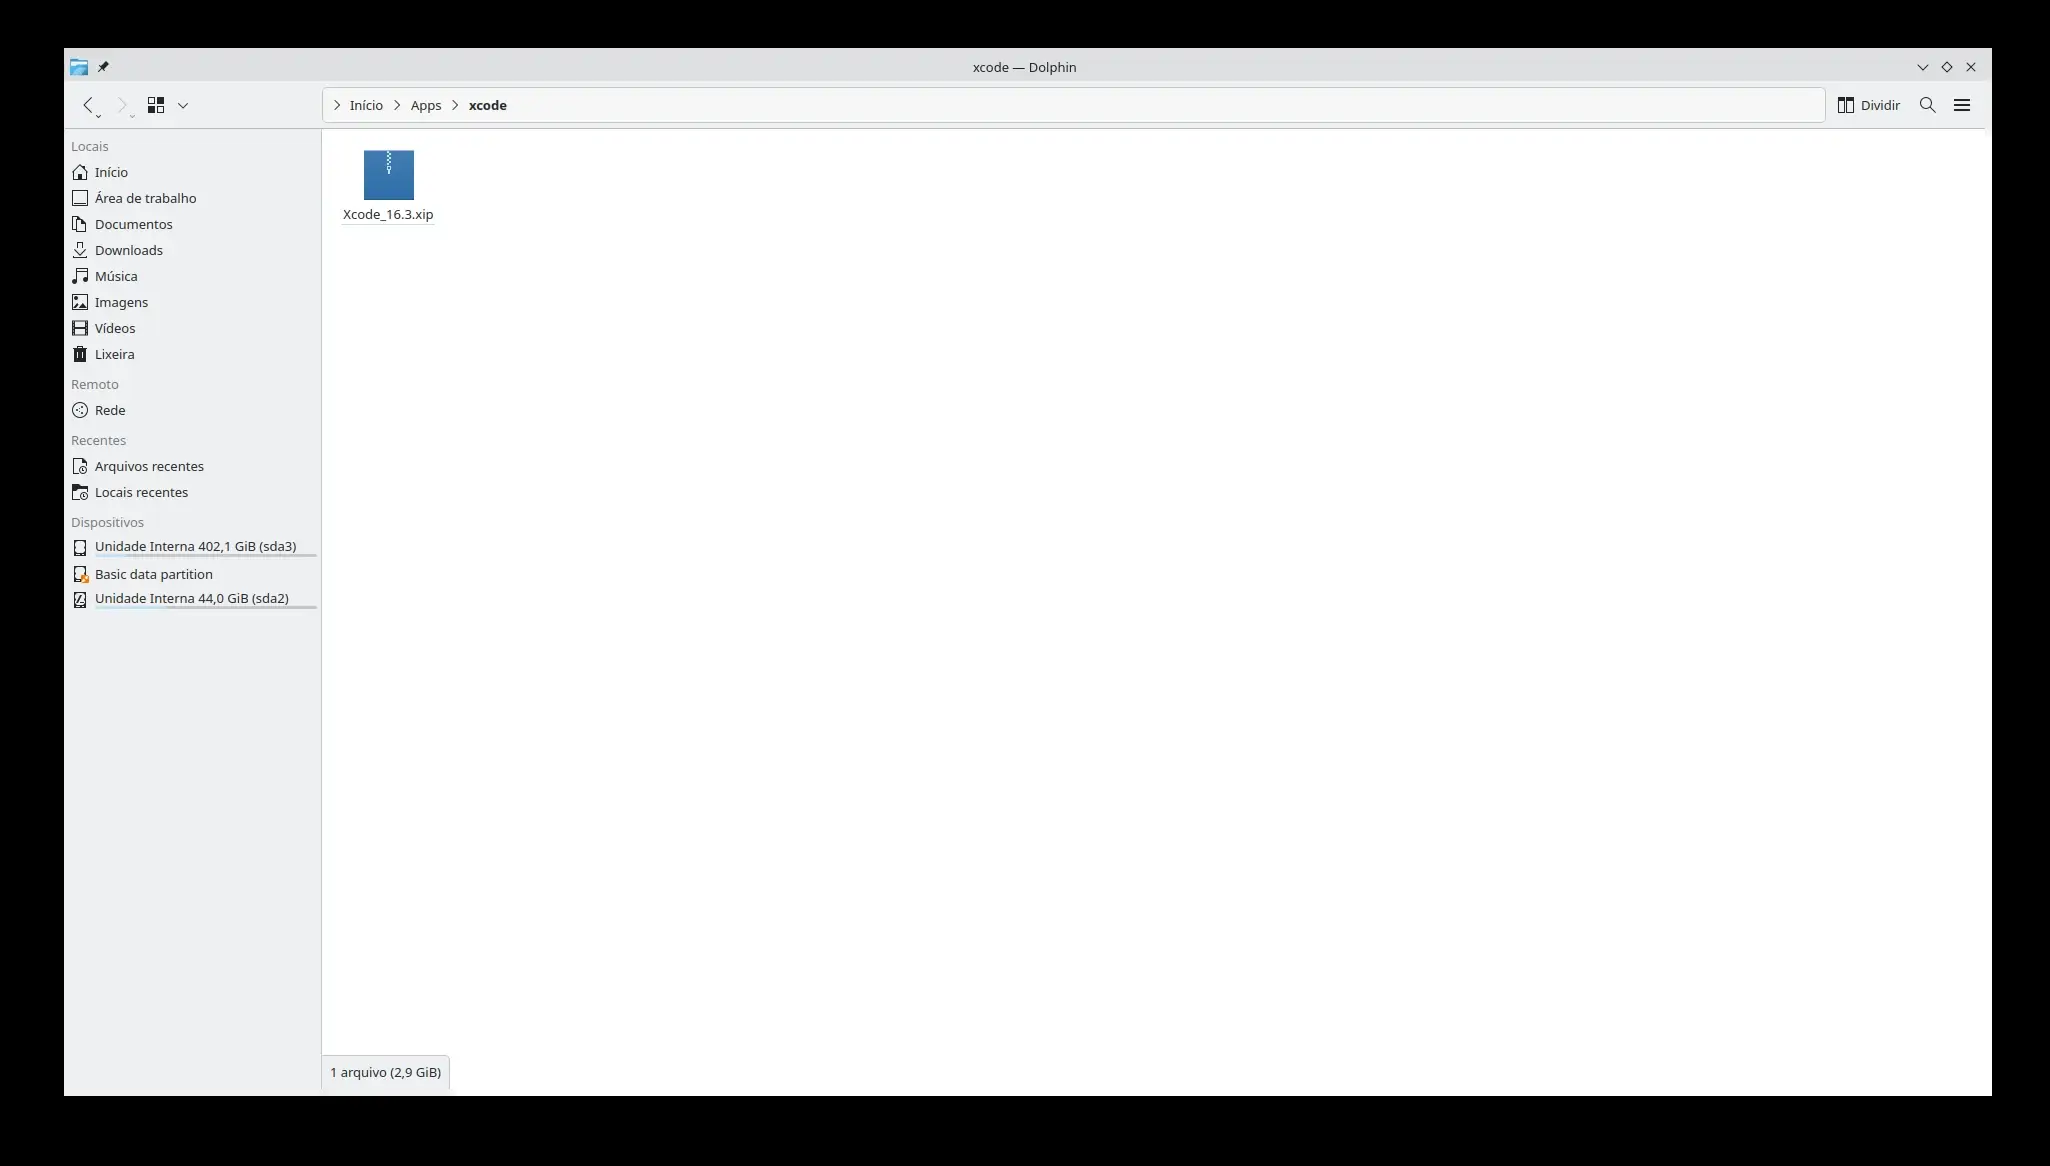 xcode — Dolphin
Início
Apps
xcode
Dividir
Locais
Início
Área de trabalho
Documentos
Downloads
Música
Imagens
Vídeos
Lixeira
Remoto
Rede
Recentes
Arquivos recentes
Locais recentes
Dispositivos
Unidade Interna 402,1 GiB (sda3)
Basic data partition
Unidade Interna 44,0 GiB (sda2)
Xcode_16.3.xip
1 arquivo (2,9 GiB)